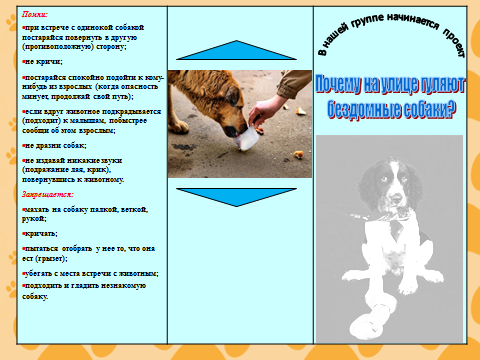 Помни:
при встрече с одинокой собакой
постарайся повернуть в другую
(противоположную) сторону;
не кричи;
постарайся спокойно подойти к кому-
нибудь из взрослых (когда опасность
минует, продолжай свой путь);
если вдруг животное подкрадывается
(подходит) к малышам, побыстрее
сообщи об этом взрослым;
не дразни собак;
не издавай никакие звуки
(подражание лая, крик),
повернувшись к животному.
Запрещается:
махать на собаку палкой, веткой,
рукой;
кричать;
пытаться отобрать у нее то, что она
ест (грызет);
убегать с места встречи с животным;
подходить и гладить незнакомую
собаку.
В нашей группе начинается проект
Почему на улице гуляют
бездомные собаки?